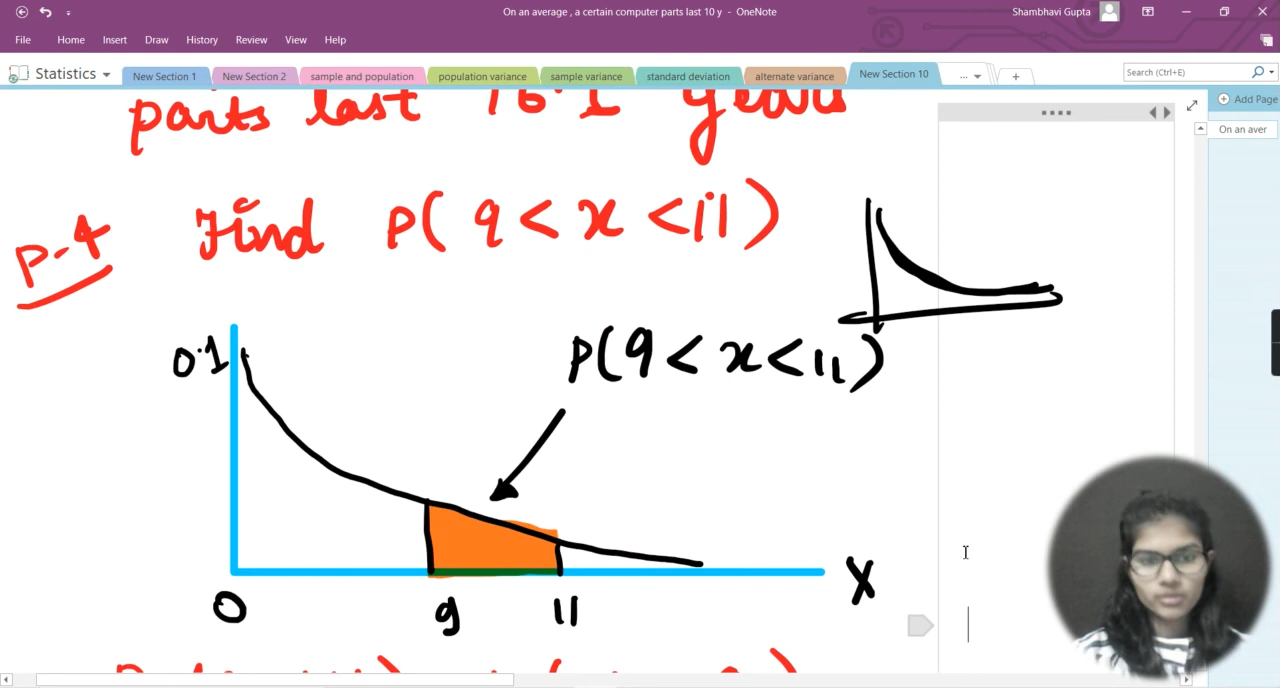 On an average , a certain computer parts last 10 y - OneNote
Shambhavi Gupta
File Home Insert Draw History Review View Help
Statistics
New Section 1 New Section 2 sample and population population variance sample variance standard deviation alternate variance New Section 10 ... +
Search (Ctrl+E)
Add Page
On an aver
parts last 16.1 years
P-4 Find P( 9 < x < 11)
0.1
P(9 < x < 11)
0 9 11 X